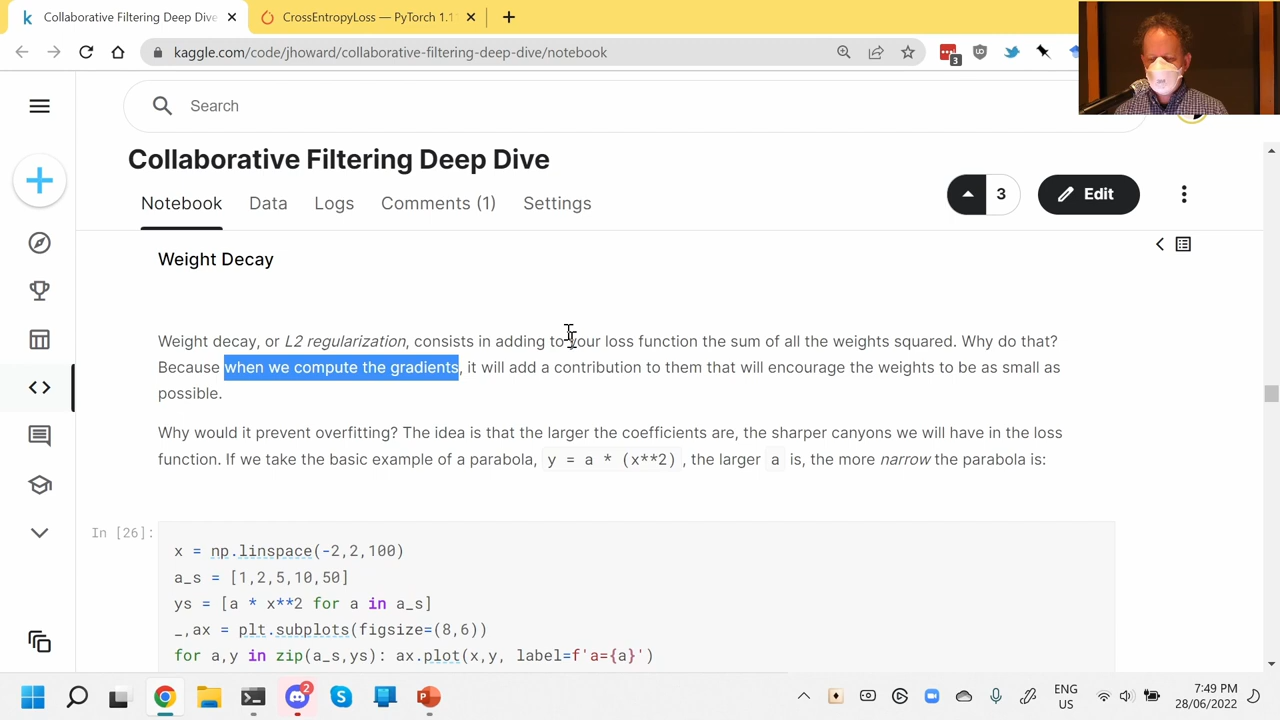 Collaborative Filtering Deep Dive
CrossEntropyLoss — PyTorch 1.1
kaggle.com/code/jhoward/collaborative-filtering-deep-dive/notebook
3
Search
Collaborative Filtering Deep Dive
Notebook Data Logs Comments (1) Settings
3
Edit
Weight Decay
Weight decay, or L2 regularization, consists in adding to your loss function the sum of all the weights squared. Why do that?
Because when we compute the gradients, it will add a contribution to them that will encourage the weights to be as small as
possible.
Why would it prevent overfitting? The idea is that the larger the coefficients are, the sharper canyons we will have in the loss
function. If we take the basic example of a parabola, y = a * (x**2) , the larger a is, the more narrow the parabola is:
In [26]:
x = np.linspace(-2,2,100)
a_s = [1,2,5,10,50]
ys = [a * x**2 for a in a_s]
_,ax = plt.subplots(figsize=(8,6))
for a,y in zip(a_s,ys): ax.plot(x,y, label=f'a={a}')
2
ENG
US
7:49 PM
28/06/2022